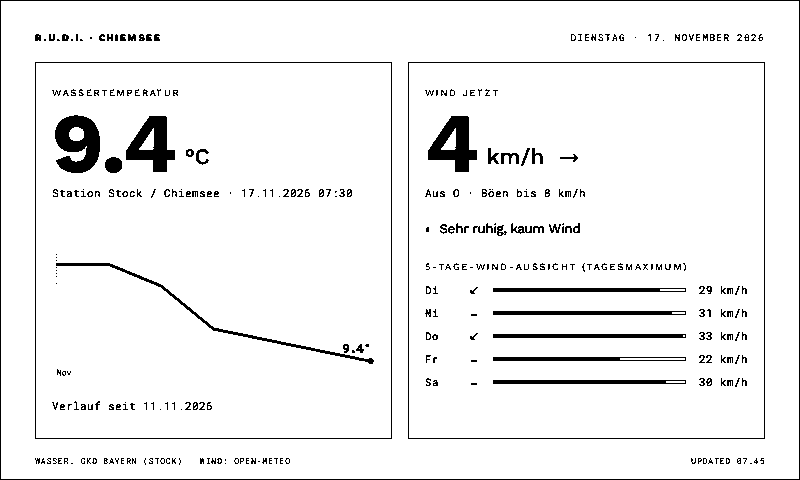 R.U.D.I. · CHIEMSEE
DIENSTAG · 17. NOVEMBER 2026
WASSERTEMPERATUR
9.4 °C
Station Stock / Chiemsee · 17.11.2026 07:30
9.4°
Nov
Verlauf seit 11.11.2026
WIND JETZT
4 km/h →
Aus O · Böen bis 8 km/h
Sehr ruhig, kaum Wind
5-TAGE-WIND-AUSSICHT (TAGESMAXIMUM)
Di ↙ 29 km/h
Mi – 31 km/h
Do ↙ 33 km/h
Fr – 22 km/h
Sa – 30 km/h
WASSER: GKD BAYERN (STOCK) WIND: OPEN-METEO
UPDATED 07:45